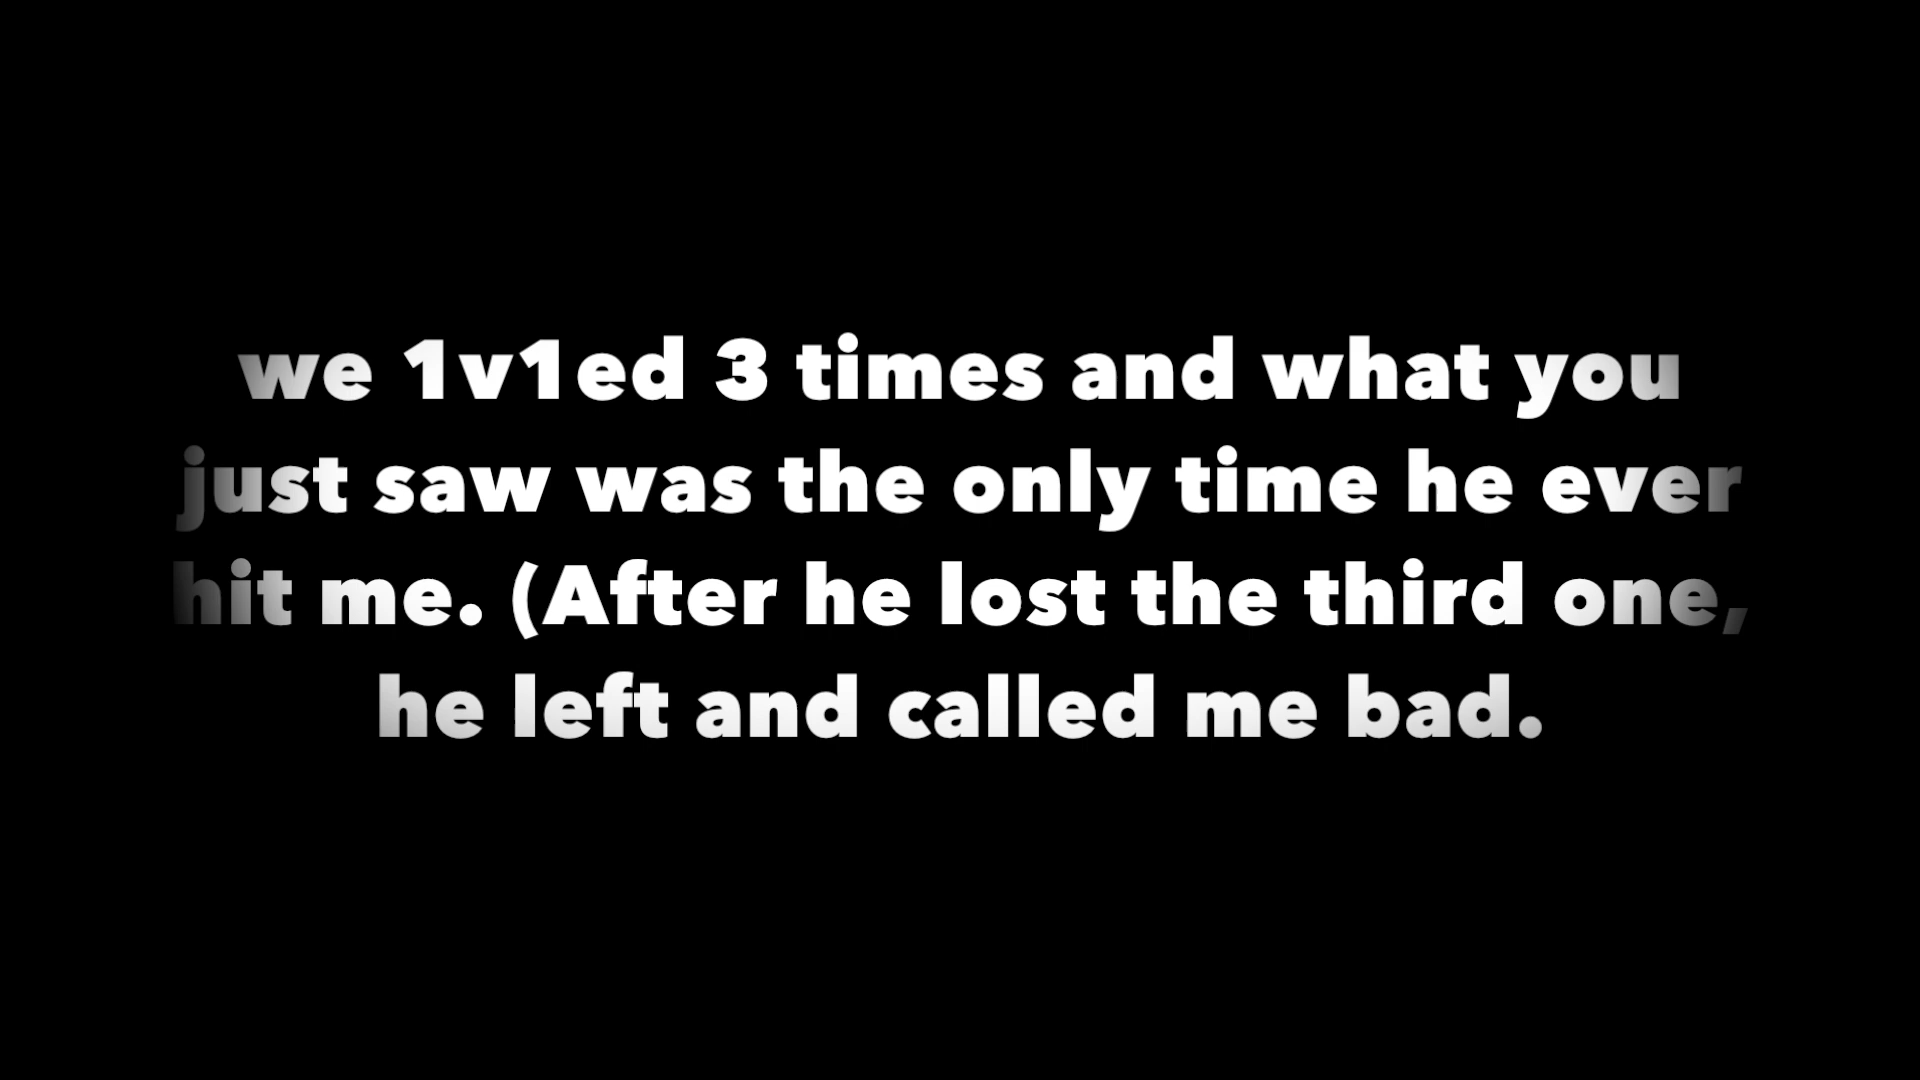 we 1v1ed 3 times and what you
just saw was the only time he ever
hit me. (After he lost the third one,
he left and called me bad.